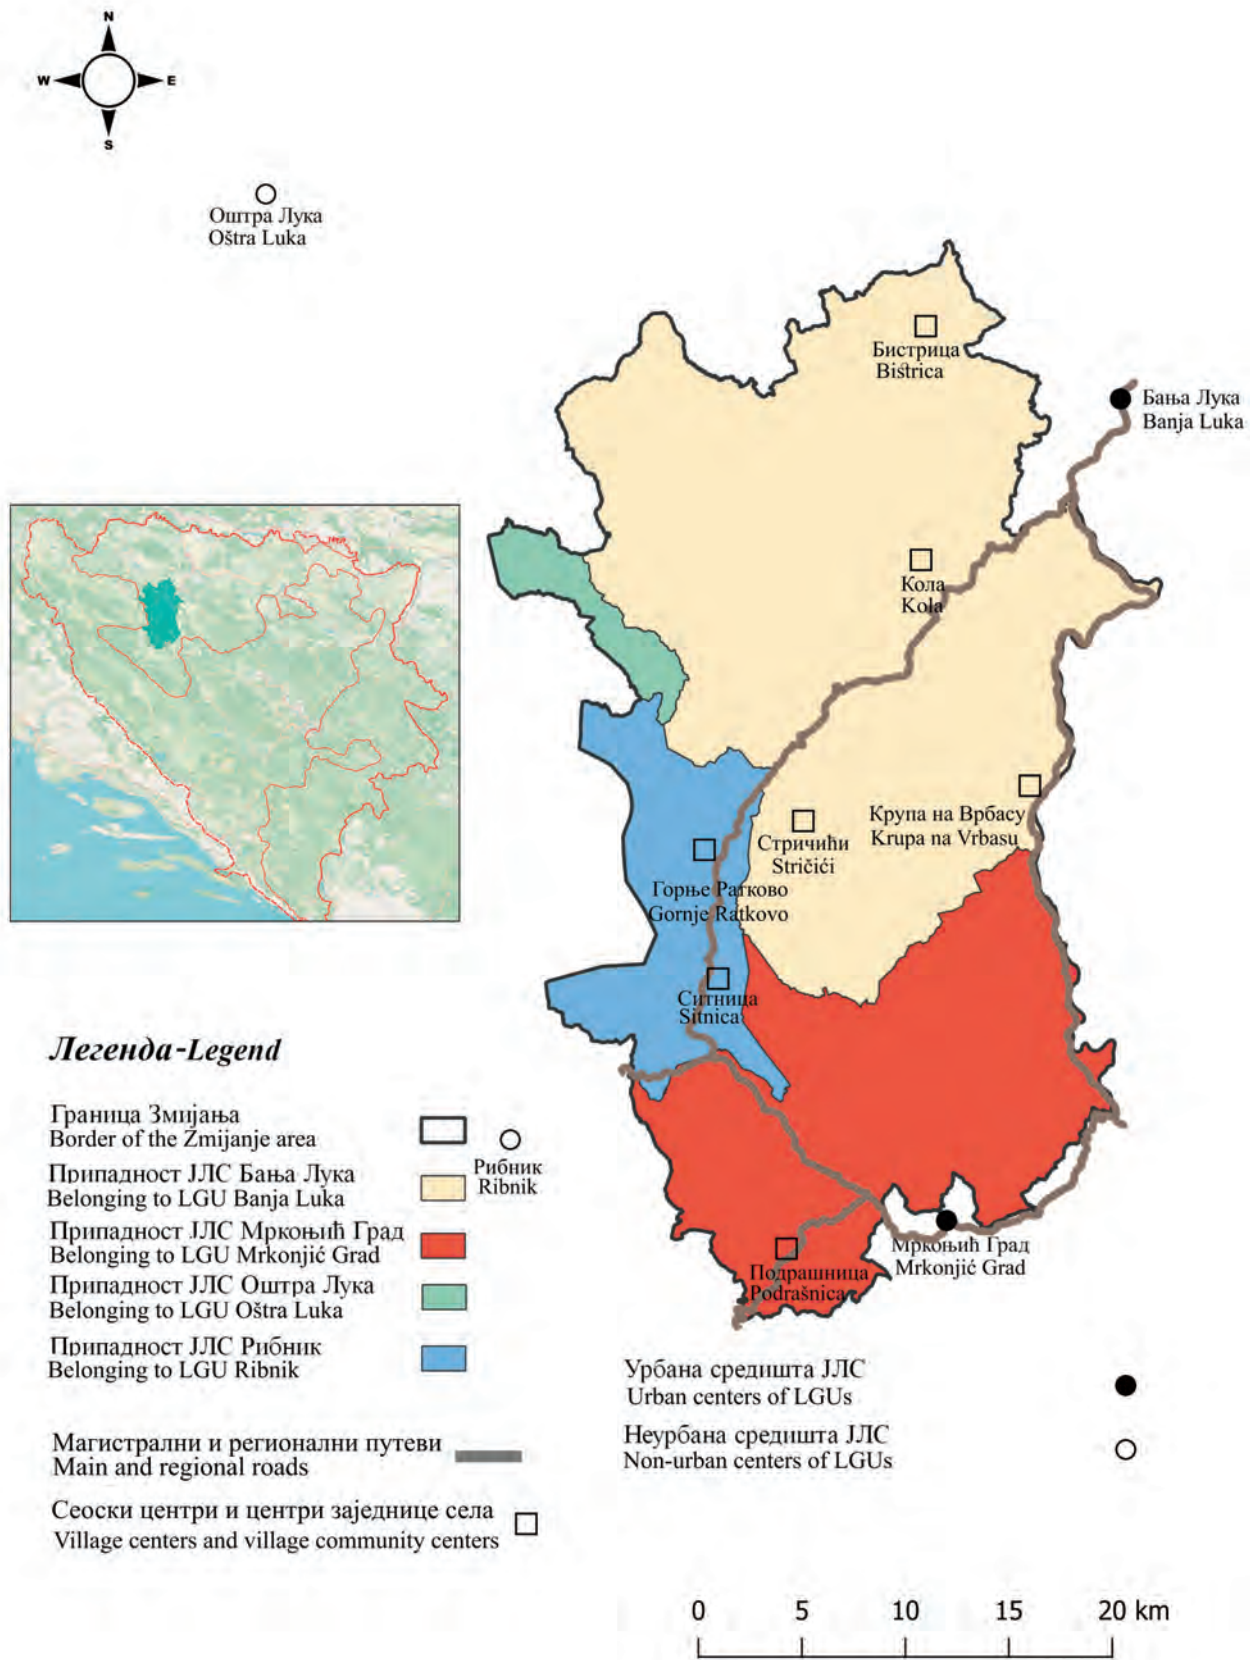 N
W
E
S
Оштра Лука
Oštra Luka
Бистрица
Bistrica
Бања Лука
Banja Luka
Кола
Kola
Крупа на Врбасу
Krupa na Vrbasu
Стричићи
Stričići
Горње Ратково
Gornje Ratkovo
Ситница
Sitnica
Легенда-Legend
Граница Змијања
Border of the Zmijanje area
Рибник
Ribnik
Припадност ЈЛС Бања Лука
Belonging to LGU Banja Luka
Припадност ЈЛС Мркоњић Град
Belonging to LGU Mrkonjić Grad
Мркоњић Град
Mrkonjić Grad
Подрашница
Podrašnica
Припадност ЈЛС Оштра Лука
Belonging to LGU Oštra Luka
Припадност ЈЛС Рибник
Belonging to LGU Ribnik
Урбана средишта ЈЛС
Urban centers of LGUs
Неурбана средишта ЈЛС
Non-urban centers of LGUs
Магистрални и регионални путеви
Main and regional roads
Сеоски центри и центри заједнице села
Village centers and village community centers
0 5 10 15 20 km